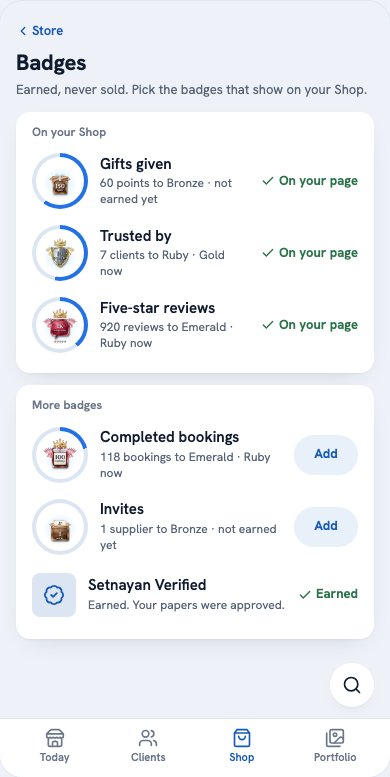 Store
Badges
Earned, never sold. Pick the badges that show on your Shop.
On your Shop
Gifts given
60 points to Bronze · not
earned yet
On your page
Trusted by
7 clients to Ruby · Gold
now
On your page
Five-star reviews
920 reviews to Emerald ·
Ruby now
On your page
More badges
Completed bookings
118 bookings to Emerald · Ruby
now
Add
Invites
1 supplier to Bronze · not earned
yet
Add
Setnayan Verified
Earned. Your papers were approved.
Earned
Today
Clients
Shop
Portfolio